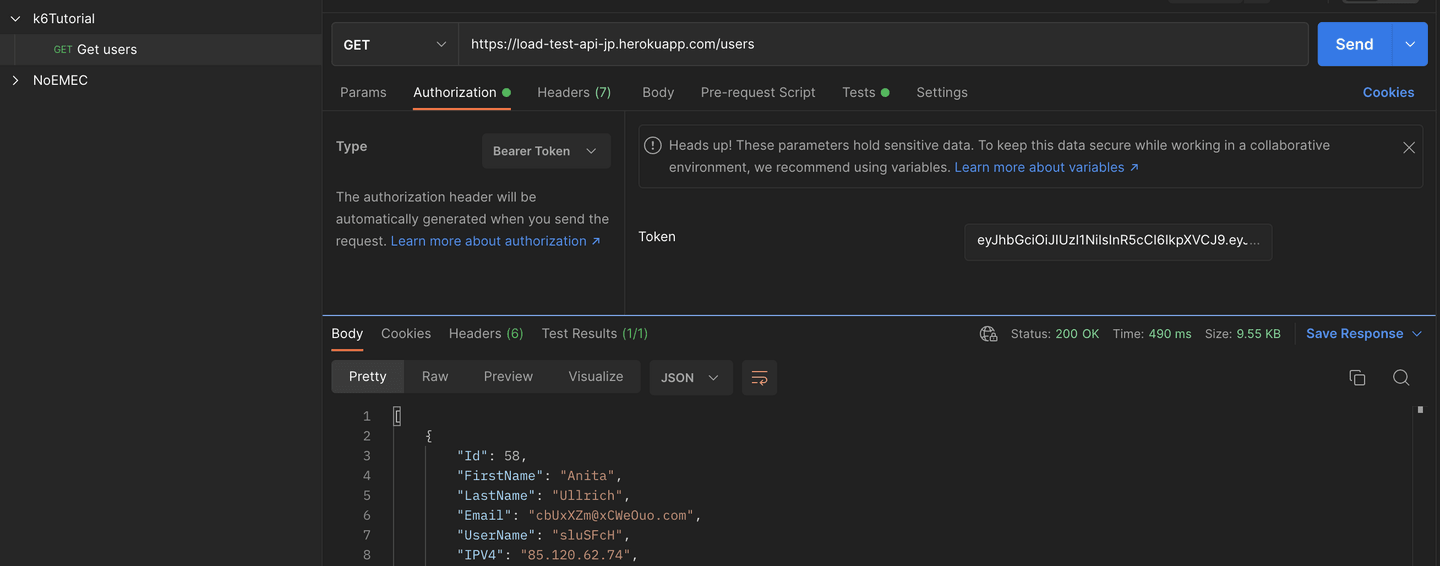 k6Tutorial
GET Get users
NoEMEC
GET
https://load-test-api-jp.herokuapp.com/users
Send
Params
Authorization
Headers (7)
Body
Pre-request Script
Tests
Settings
Cookies
Type
Bearer Token
The authorization header will be
automatically generated when you send the
request. Learn more about authorization ↗
Heads up! These parameters hold sensitive data. To keep this data secure while working in a collaborative
environment, we recommend using variables. Learn more about variables ↗
Token
eyJhbGciOiJIUzI1NiIsInR5cCI6IkpXVCJ9.ey...
Body
Cookies
Headers (6)
Test Results (1/1)
Status: 200 OK
Time: 490 ms
Size: 9.55 KB
Save Response
Pretty
Raw
Preview
Visualize
JSON
1 [
2 {
3 "Id": 58,
4 "FirstName": "Anita",
5 "LastName": "Ullrich",
6 "Email": "cbUxXZm@xCWeOuo.com",
7 "UserName": "sluSFcH",
8 "IPV4": "85.120.62.74",